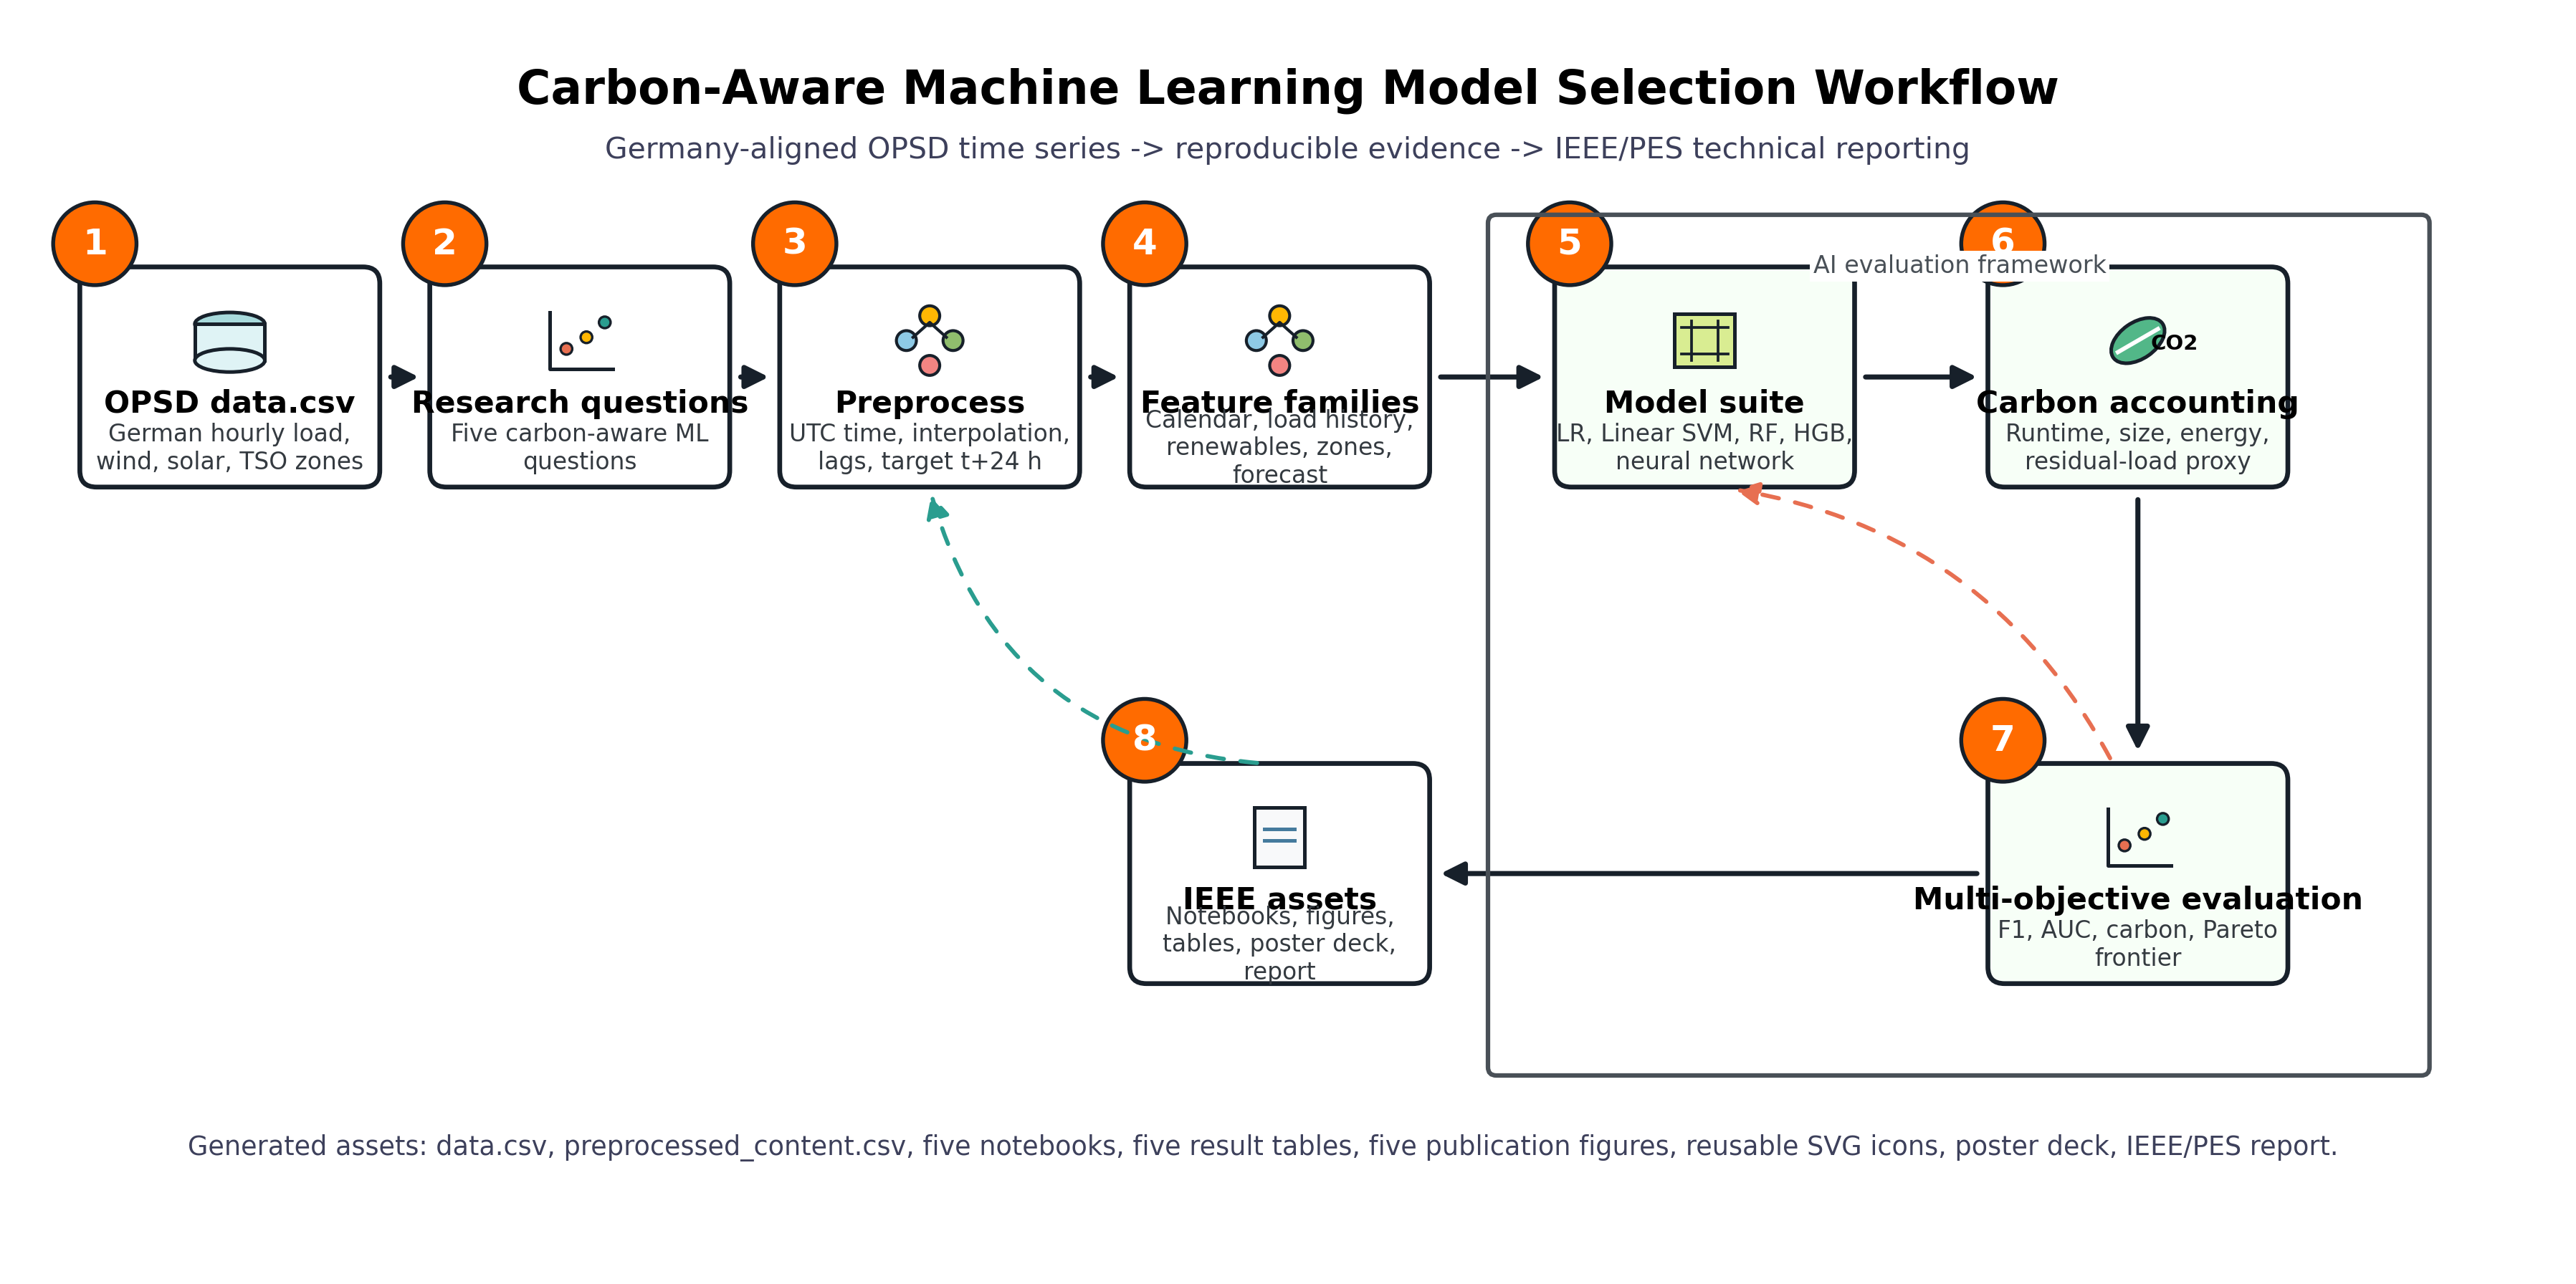 Carbon-Aware Machine Learning Model Selection Workflow
Germany-aligned OPSD time series -> reproducible evidence -> IEEE/PES technical reporting
1
OPSD data.csv
German hourly load,
wind, solar, TSO zones
2
Research questions
Five carbon-aware ML
questions
3
Preprocess
UTC time, interpolation,
lags, target t+24 h
4
Feature families
Calendar, load history,
renewables, zones,
forecast
AI evaluation framework
5
Model suite
LR, Linear SVM, RF, HGB,
neural network
6
CO2
Carbon accounting
Runtime, size, energy,
residual-load proxy
7
Multi-objective evaluation
F1, AUC, carbon, Pareto
frontier
8
IEEE assets
Notebooks, figures,
tables, poster deck,
report
Generated assets: data.csv, preprocessed_content.csv, five notebooks, five result tables, five publication figures, reusable SVG icons, poster deck, IEEE/PES report.